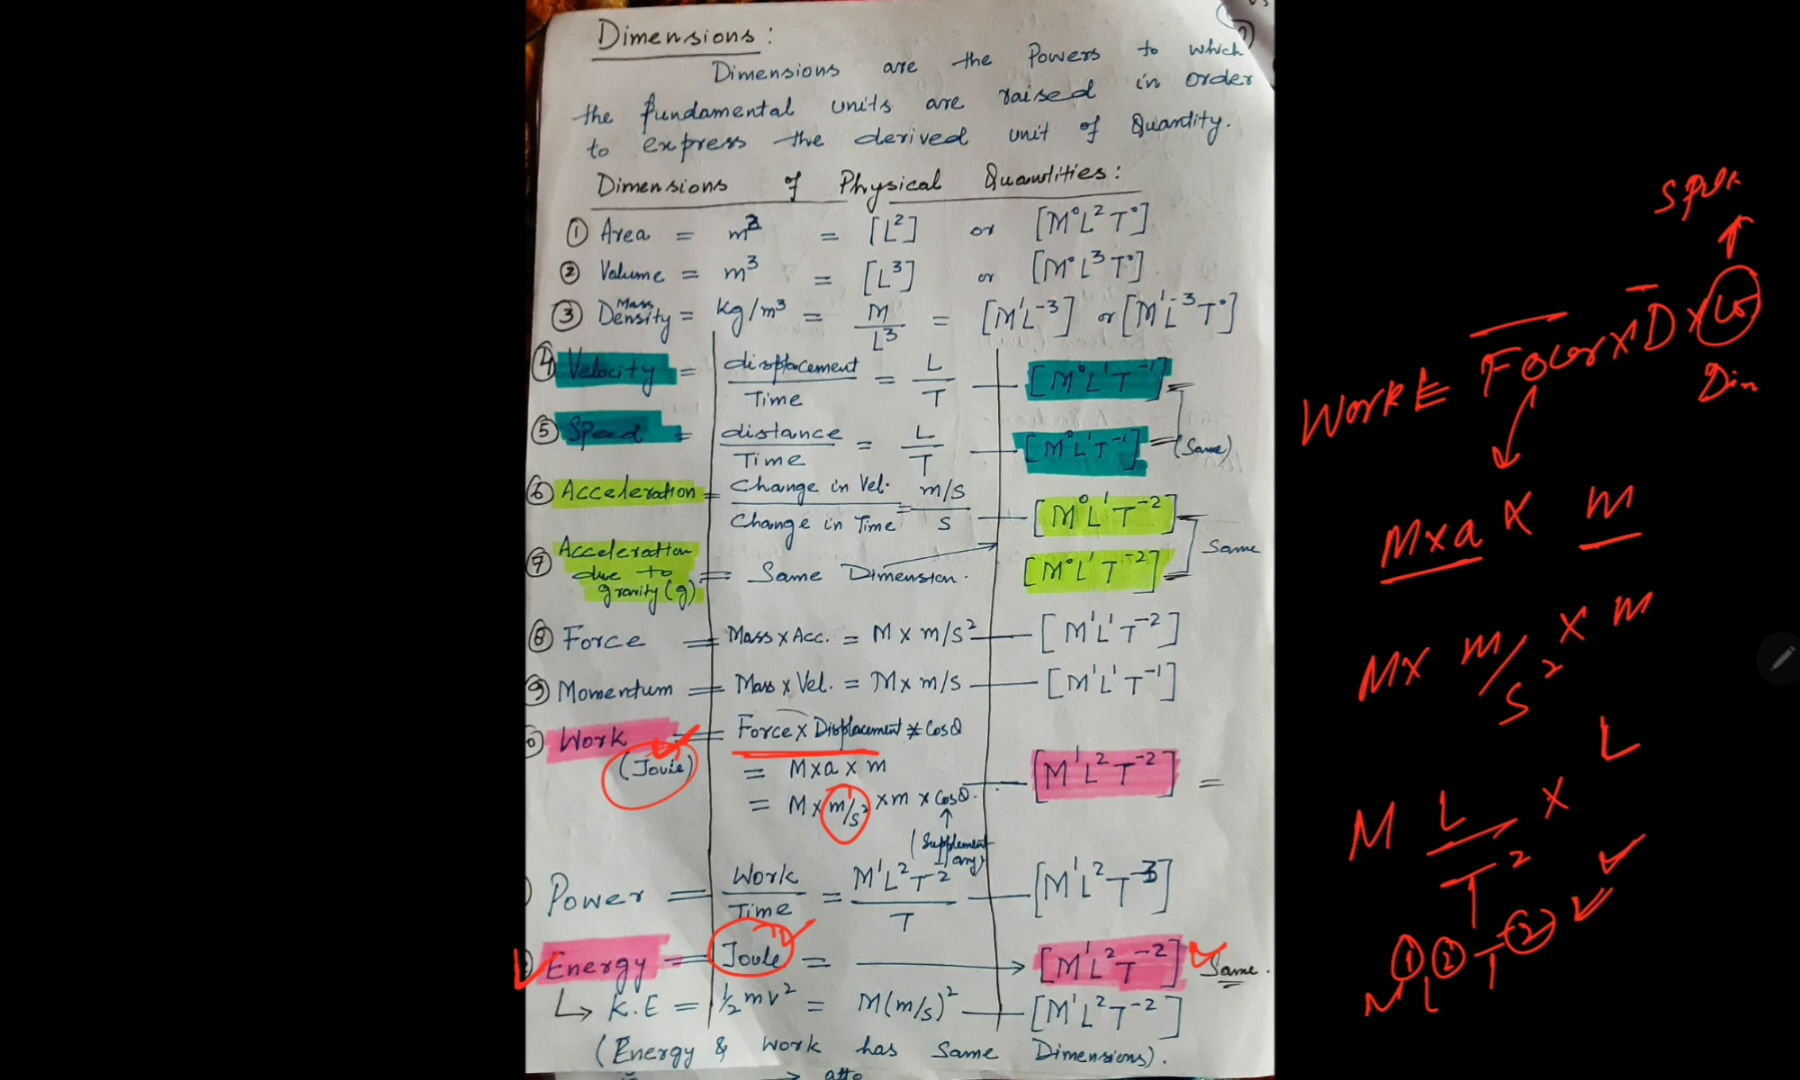 Dimensions:
Dimensions are the Powers to which
the fundamental units are raised in order
to express the derived unit of Quantity.
Dimensions of Physical Quantities:
① Area = m² = [L²] or [M⁰L²T⁰]
② Volume = m³ = [L³] or [M⁰L³T⁰]
③ Mass Density = Kg/m³ = M/L³ = [M¹L⁻³] or [M¹L⁻³T⁰]
④ Velocity = displacement/Time = L/T [M⁰L¹T⁻¹]
⑤ Speed = distance/Time = L/T [M⁰L¹T⁻¹] = (Same)
⑥ Acceleration = Change in Vel./Change in Time = m/s/s [M⁰L¹T⁻²]
⑦ Acceleration due to gravity (g) = Same Dimension. [M⁰L¹T⁻²] Same
⑧ Force = Mass x Acc. = M x m/s² [M¹L¹T⁻²]
⑨ Momentum = Mass x Vel. = M x m/s [M¹L¹T⁻¹]
Work = Force x Displacement x Cosθ
(Joule) = M x a x m [M¹L²T⁻²] =
= M x m/s² x m x Cosθ.
(Supplementary)
Power = Work/Time = M¹L²T⁻²/T [M¹L²T⁻³]
Energy = Joule = → [M¹L²T⁻²] Same.
↳ K.E = ½mv² = M(m/s)² [M¹L²T⁻²]
(Energy & Work has Same Dimensions).
M x a x m
M x m/s² x m
M L/T² x L
M¹L²T⁻²